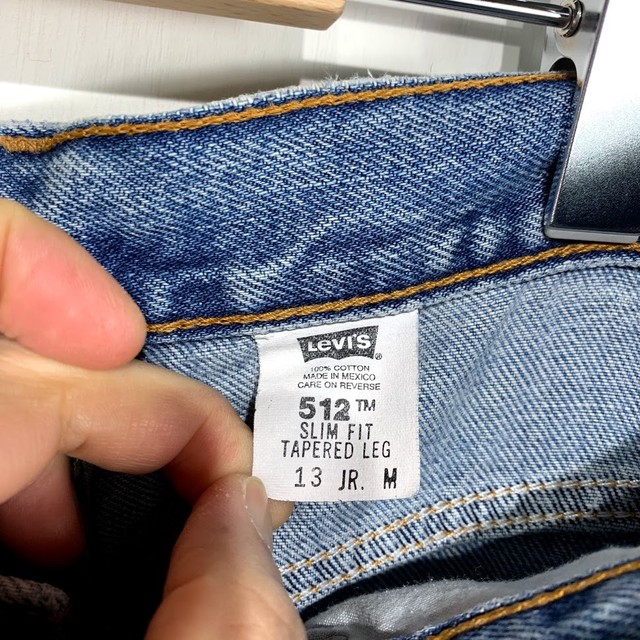 LEVI'S ®
100% COTTON
MADE IN MEXICO
CARE ON REVERSE
512™
SLIM FIT
TAPERED LEG
13 JR. M